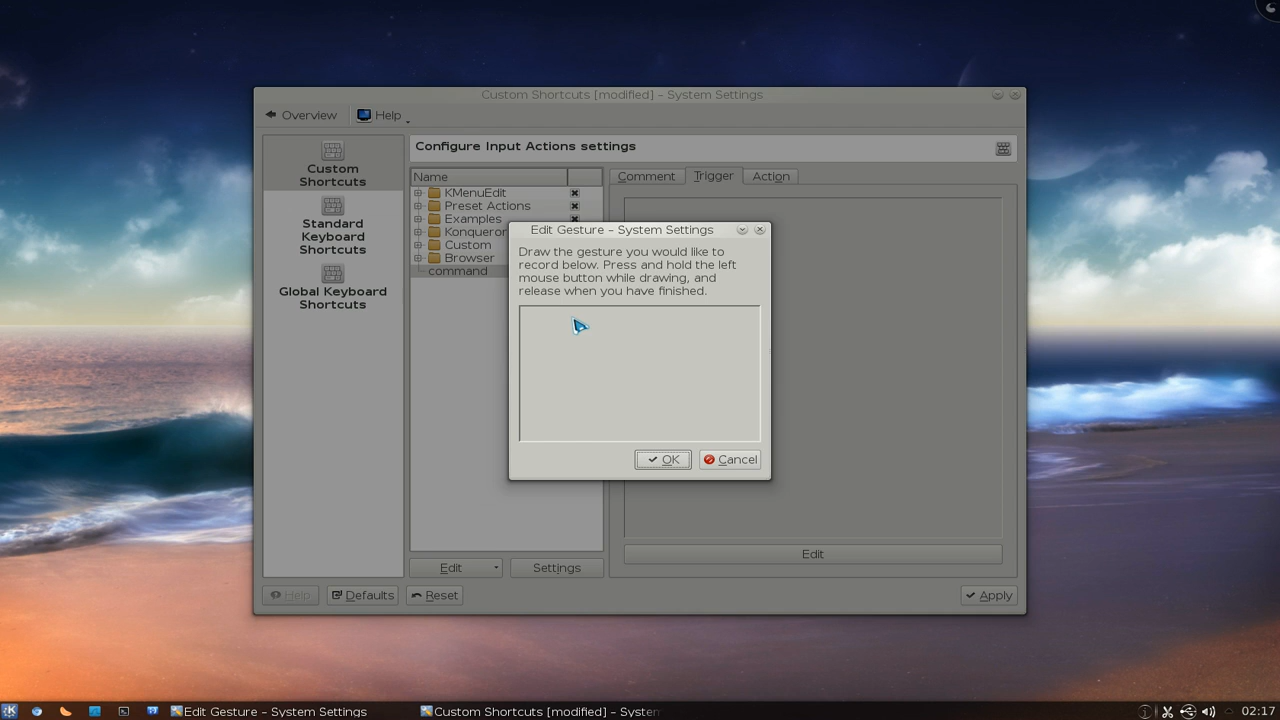 Custom Shortcuts [modified] – System Settings
Overview
Help
Configure Input Actions settings
Custom
Shortcuts
Standard
Keyboard
Shortcuts
Global Keyboard
Shortcuts
Name
KMenuEdit
Preset Actions
Examples
Konqueror
Custom
Browser
command
Comment
Trigger
Action
Edit Gesture – System Settings
Draw the gesture you would like to
record below. Press and hold the left
mouse button while drawing, and
release when you have finished.
OK
Cancel
Edit
Edit
Settings
Help
Defaults
Reset
Apply
Edit Gesture – System Settings
Custom Shortcuts [modified] – System
02:17